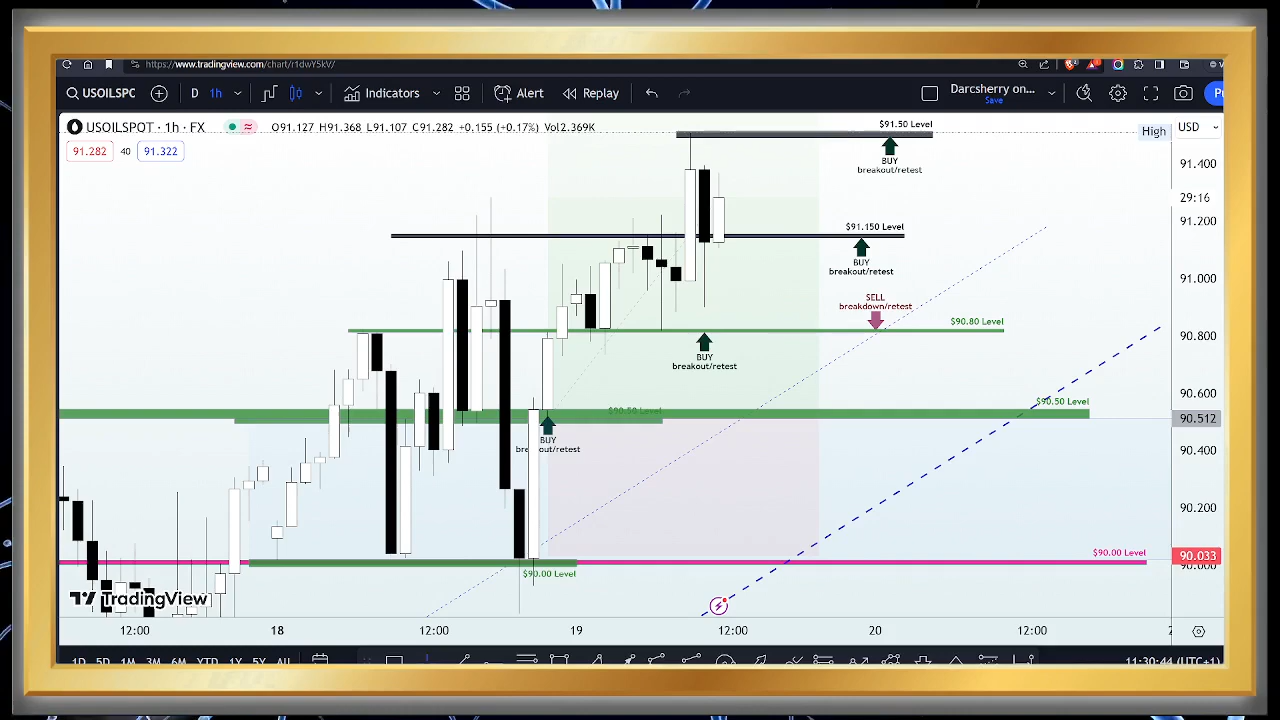 https://www.tradingview.com/chart/r1dwY5kV/
USOILSPC
D 1h
Indicators
Alert
Replay
Darcsherry on...
Save
USOILSPOT · 1h · FX
O91.127 H91.368 L91.107 C91.282 +0.155 (+0.17%) Vol2.369K
91.282 40 91.322
High
USD
91.400
29:16
91.200
91.000
90.800
90.600
90.512
90.400
90.200
90.033
90.000
$91.50 Level
BUY
breakout/retest
$91.150 Level
BUY
breakout/retest
SELL
breakdown/retest
$90.80 Level
BUY
breakout/retest
$90.50 Level
$90.50 Level
BUY
breakout/retest
$90.00 Level
$90.00 Level
TradingView
12:00 18 12:00 19 12:00 20 12:00
1D 5D 1M 3M 6M YTD 1Y 5Y All
11:30:44 (UTC+1)